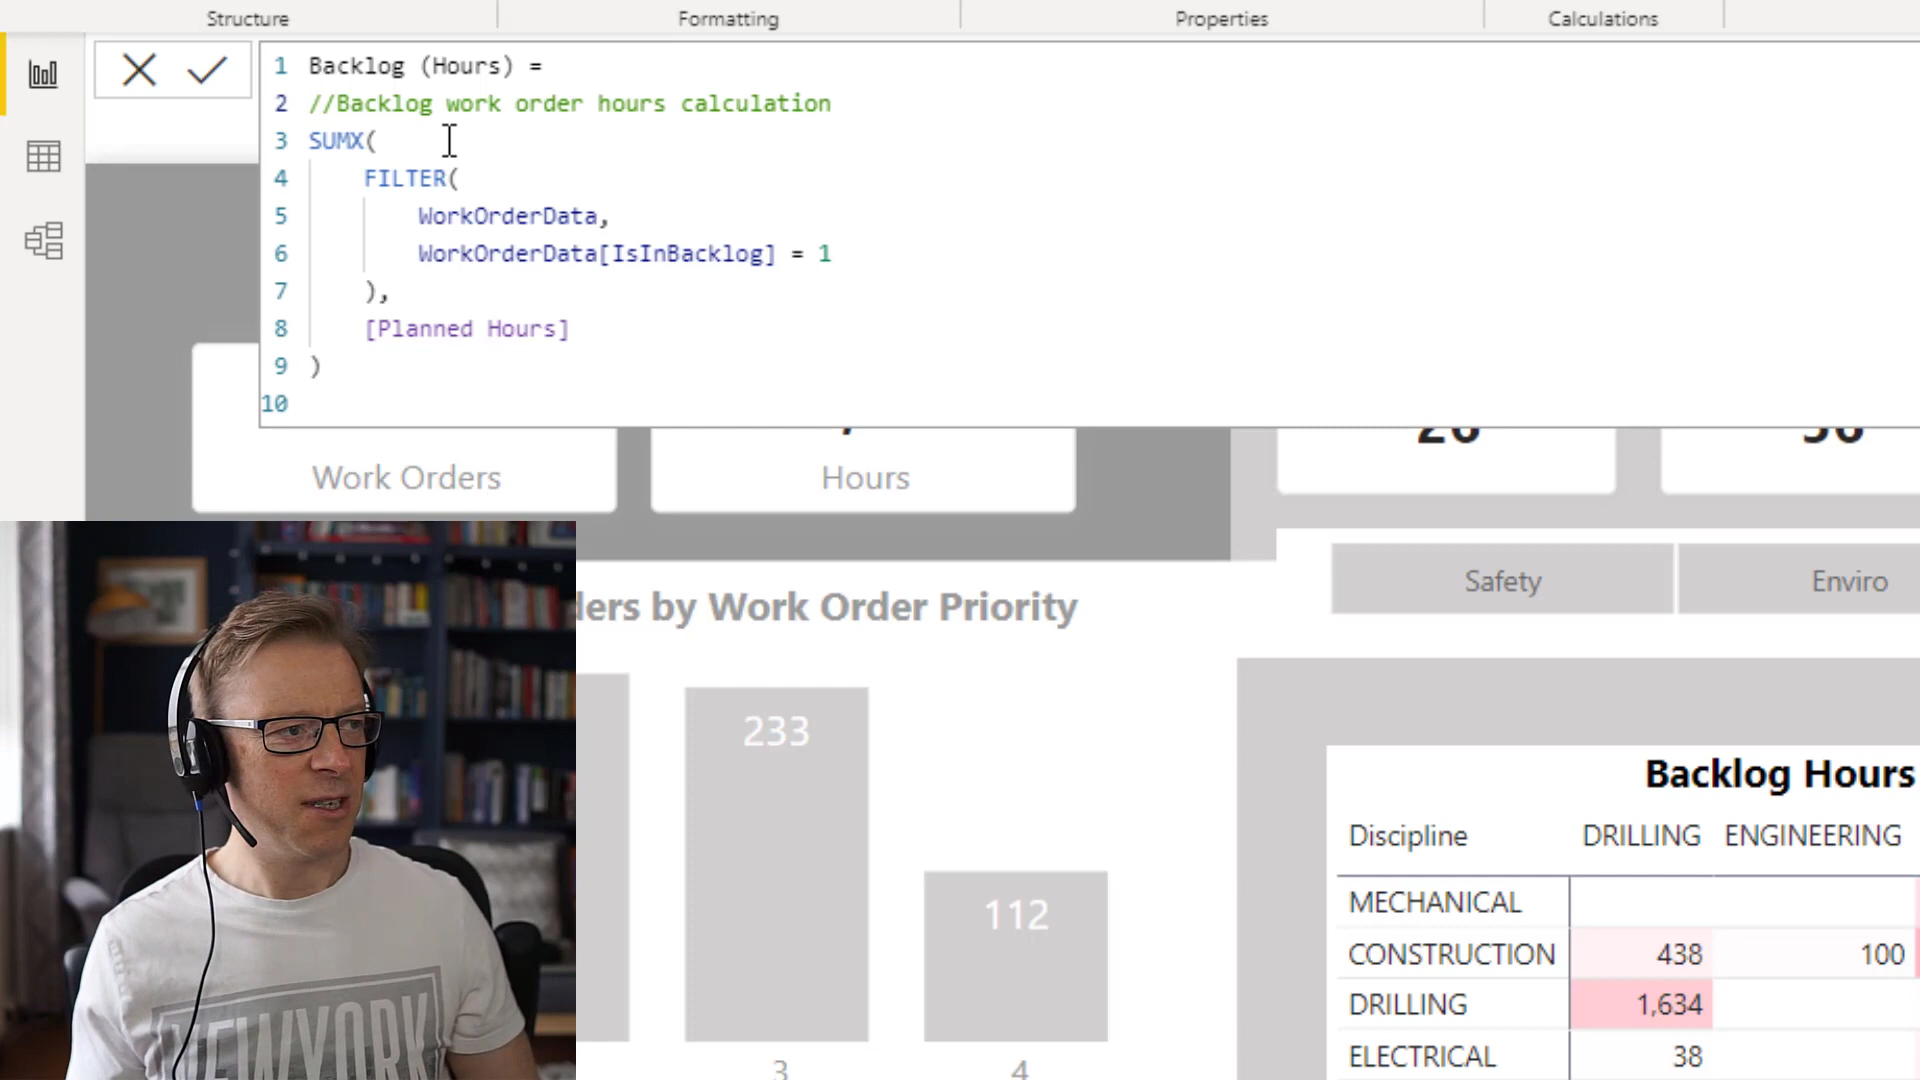 Structure
Formatting
Properties
Calculations
1 Backlog (Hours) =
2 //Backlog work order hours calculation
3 SUMX(
4 FILTER(
5 WorkOrderData,
6 WorkOrderData[IsInBacklog] = 1
7 ),
8 [Planned Hours]
9 )
10
Work Orders
Hours
Safety
Enviro
by Work Order Priority
233
112
3
4
Backlog Hours
Discipline DRILLING ENGINEERING
MECHANICAL
CONSTRUCTION 438 100
DRILLING 1,634
ELECTRICAL 38
NEWYORK